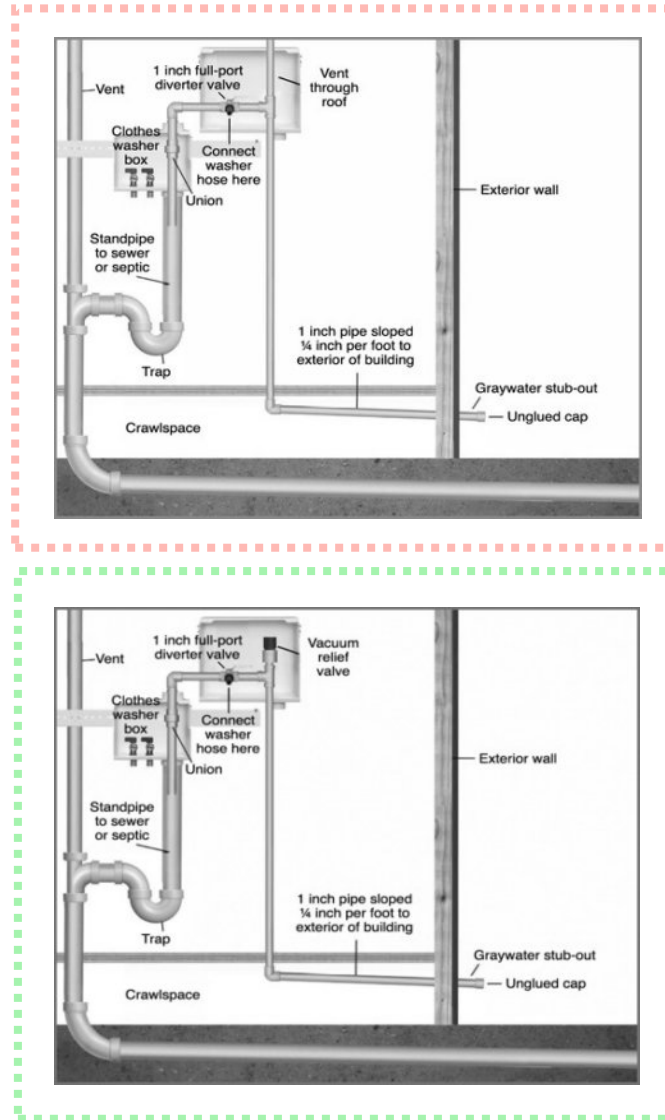 1 inch full-port
diverter valve
Vent
through
roof
Vent
Clothes
washer
box
Connect
washer
hose here
Union
Exterior wall
Standpipe
to sewer
or septic
Trap
1 inch pipe sloped
¼ inch per foot to
exterior of building
Graywater stub-out
Unglued cap
Crawlspace
1 inch full-port
diverter valve
Vacuum
relief
valve
Vent
Clothes
washer
box
Connect
washer
hose here
Union
Exterior wall
Standpipe
to sewer
or septic
Trap
1 inch pipe sloped
¼ inch per foot to
exterior of building
Graywater stub-out
Unglued cap
Crawlspace